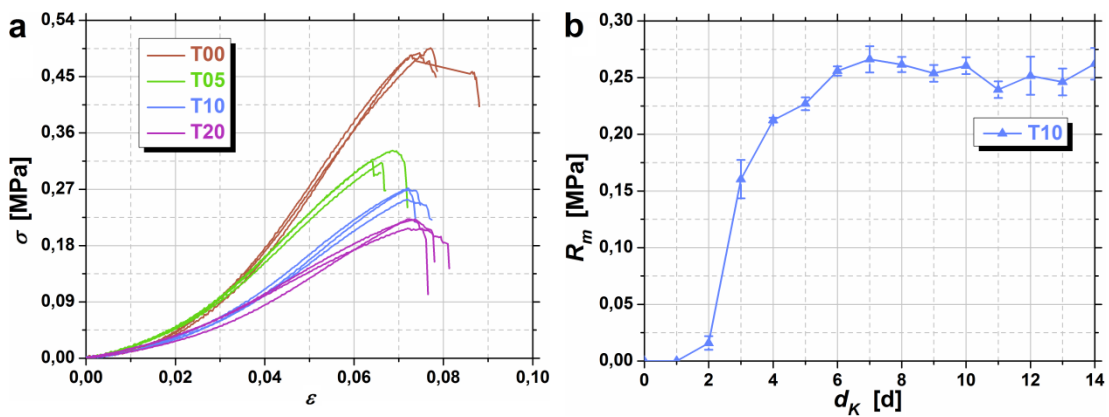 a
0,54
0,45
0,36
0,27
0,18
0,09
0,00
σ [MPa]
T00
T05
T10
T20
0,00 0,02 0,04 0,06 0,08 0,10
ε
b
0,30
0,25
0,20
0,15
0,10
0,05
0,00
Rm [MPa]
T10
0 2 4 6 8 10 12 14
dK [d]